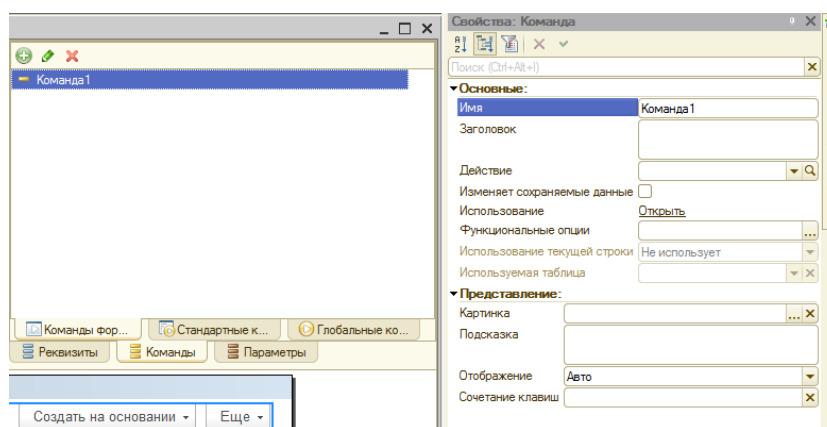 Команда1
Команды фор...
Стандартные к...
Глобальные ко...
Реквизиты
Команды
Параметры
Создать на основании
Еще
Свойства: Команда
Поиск (Ctrl+Alt+I)
Основные:
Имя Команда1
Заголовок
Действие
Изменяет сохраняемые данные
Использование Открыть
Функциональные опции ...
Использование текущей строки Не использует
Используемая таблица
Представление:
Картинка ...
Подсказка
Отображение Авто
Сочетание клавиш